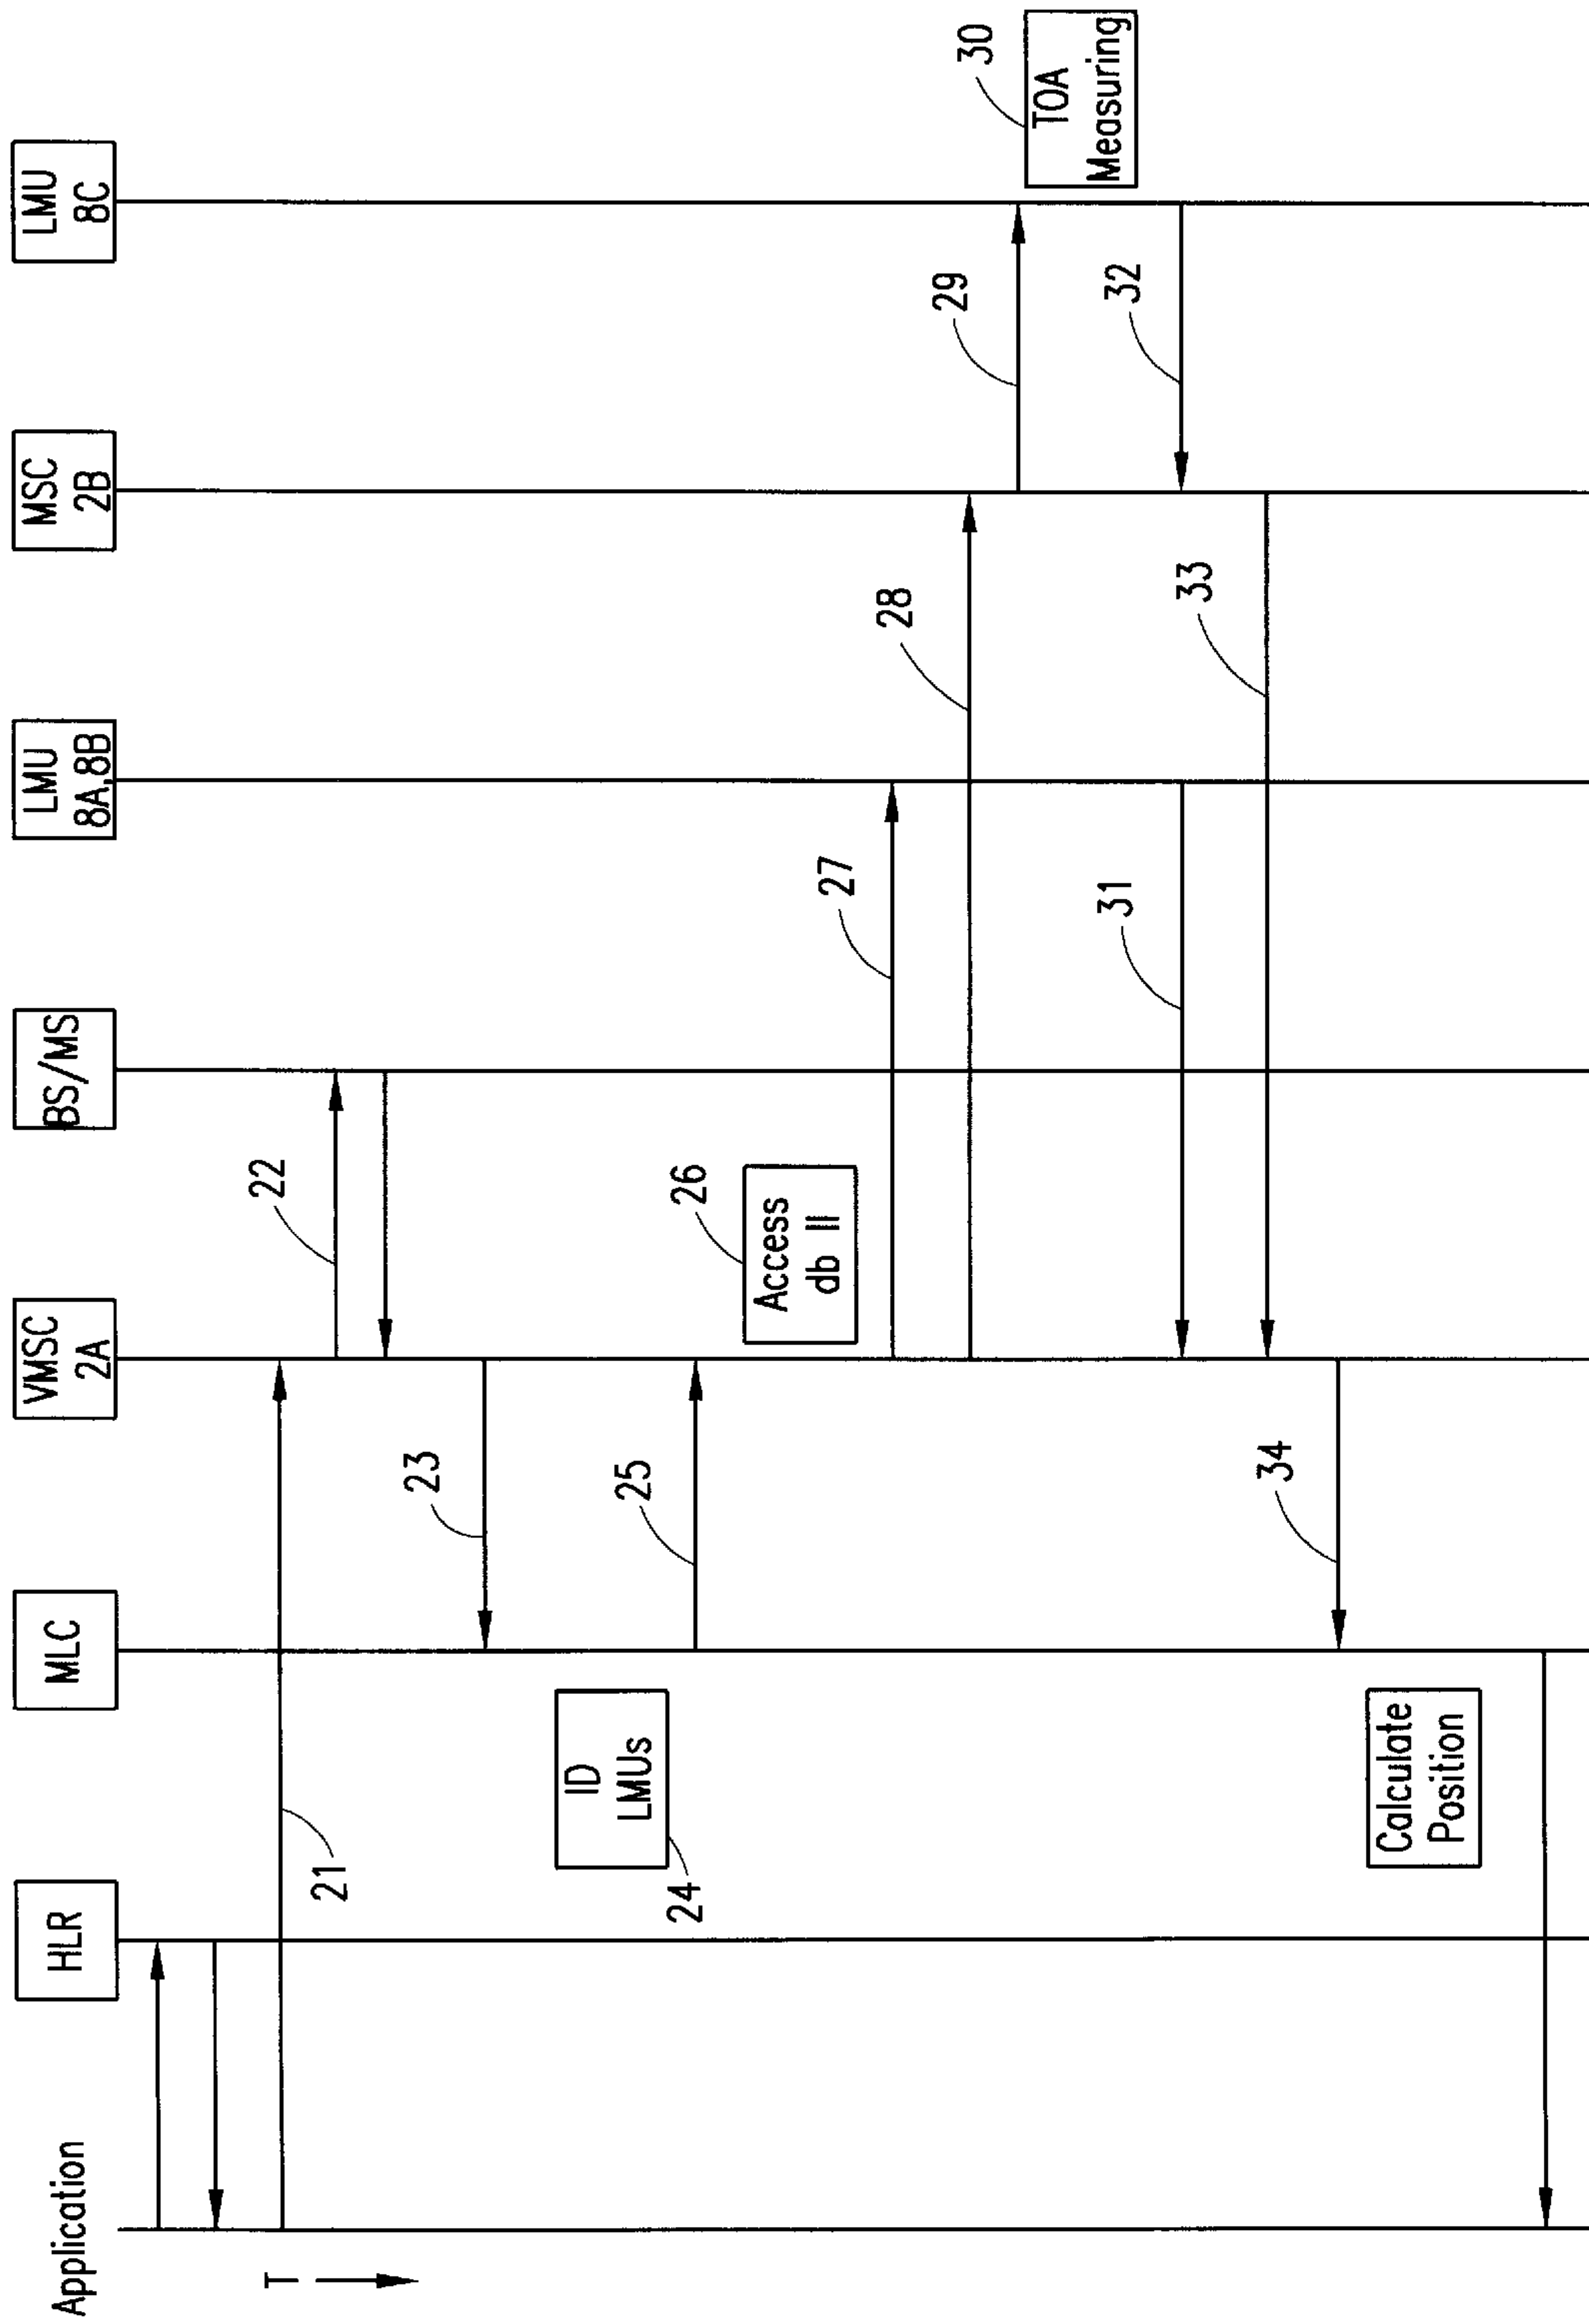 Application
HLR
MLC
VMSC
2A
BS/MS
LMU
8A,8B
MSC
2B
LMU
8C
T
21
22
23
ID
LMUs
24
25
26
Access
db II
27
28
29
30
TOA
Measuring
31
32
33
34
Calculate
Position